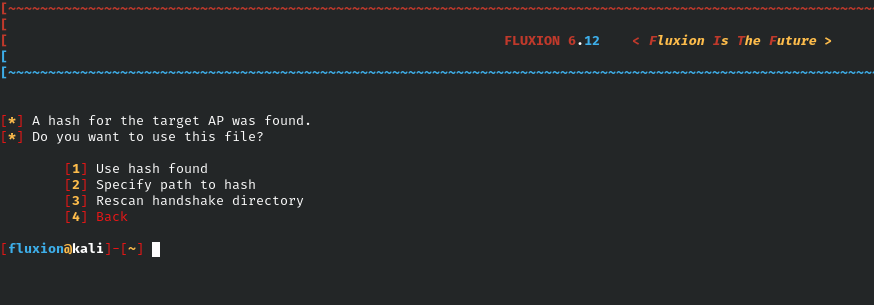 [~~~~~~~~~~~~~~~~~~~~~~~~~~~~~~~~~~~~~~~~~~~~~~~~~~~~~~~~~~~~~~~~~~~~~~~~~~~~~~~~~~~~~~~~~~~~~~~~~~~~~~~~~~~~
[
[ FLUXION 6.12 < Fluxion Is The Future >
[
[~~~~~~~~~~~~~~~~~~~~~~~~~~~~~~~~~~~~~~~~~~~~~~~~~~~~~~~~~~~~~~~~~~~~~~~~~~~~~~~~~~~~~~~~~~~~~~~~~~~~~~~~~~~~
[*] A hash for the target AP was found.
[*] Do you want to use this file?
[1] Use hash found
[2] Specify path to hash
[3] Rescan handshake directory
[4] Back
[fluxion@kali]-[~]